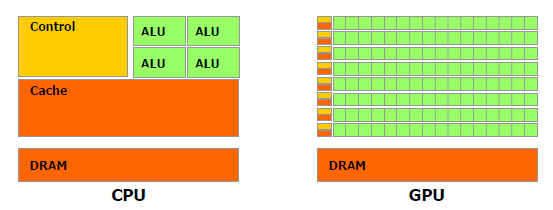 Control
ALU
ALU
ALU
ALU
Cache
DRAM
CPU
DRAM
GPU